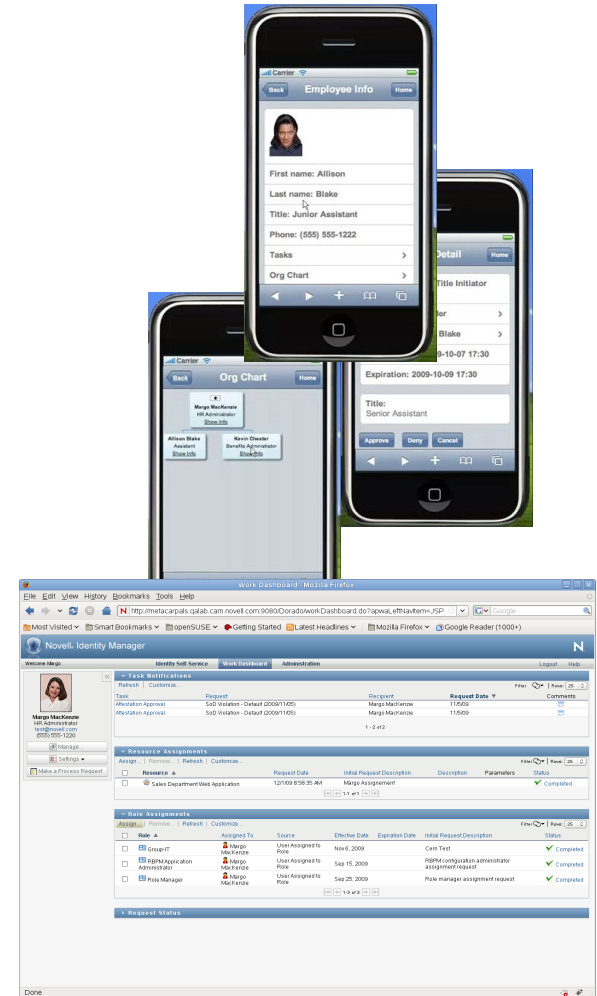 Carrier
Back Employee Info Home
First name: Allison
Last name: Blake
Title: Junior Assistant
Phone: (555) 555-1222
Tasks
Org Chart
Detail Home
Title Initiator
Blake
Expiration: 2009-10-09 17:30
Title:
Senior Assistant
Approve Deny Cancel
Carrier
Back Org Chart Home
Margo MacKenzie
HR Administrator
Show Info
Allison Blake
Assistant
Show Info
Kevin Chester
Benefits Administrator
Show Info
Work Dashboard - Mozilla Firefox
File Edit View History Bookmarks Tools Help
http://metacarpals.qalab.cam.novell.com:9080/Dorado/workDashboard.do?apwaLeftNavItem=JSP_ Google
Most Visited Smart Bookmarks openSUSE Getting Started Latest Headlines Mozilla Firefox Google Reader (1000+)
Novell® Identity Manager N
Welcome Margo Identity Self-Service Work Dashboard Administration Logout Help
Margo MacKenzie
HR Administrator
test@novell.com
(555) 555-1220
Manage...
Settings
Make a Process Request...
Task Notifications
Refresh | Customize... Filter Rows: 25
Task Request Recipient Request Date Comments
Attestation Approval SoD Violation - Default (2009/11/05) Margo MacKenzie 11/5/09
Attestation Approval SoD Violation - Default (2009/11/05) Margo MacKenzie 11/5/09
1 - 2 of 2
Resource Assignments
Assign... | Remove... | Refresh | Customize... Filter Rows: 25
Resource Request Date Initial Request Description Description Parameters Status
Sales Department Web Application 12/1/09 8:58:35 AM Margo Assignement Completed
1-1 of 1
Role Assignments
Assign... | Remove... | Refresh | Customize... Filter Rows: 25
Role Assigned To Source Effective Date Expiration Date Initial Request Description Status
Group-IT Margo MacKenzie User Assigned to Role Nov 6, 2009 Cem Test Completed
RBPM Application Administrator Margo MacKenzie User Assigned to Role Sep 15, 2009 RBPM configuration administrator assignment request. Completed
Role Manager Margo MacKenzie User Assigned to Role Sep 25, 2009 Role manager assignment request Completed
1-3 of 3
Request Status
Done